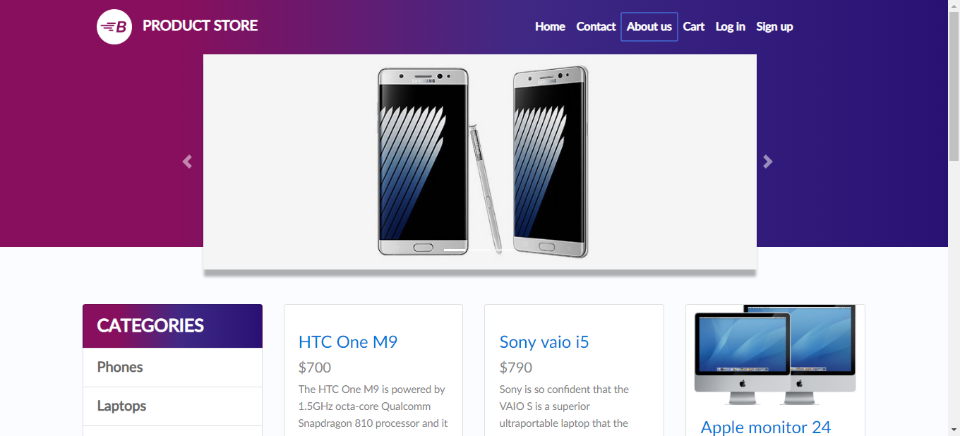 B PRODUCT STORE
Home Contact About us Cart Log in Sign up
SAMSUNG
SAMSUNG
CATEGORIES
Phones
Laptops
HTC One M9
$700
The HTC One M9 is powered by
1.5GHz octa-core Qualcomm
Snapdragon 810 processor and it
Sony vaio i5
$790
Sony is so confident that the
VAIO S is a superior
ultraportable laptop that the
Apple monitor 24